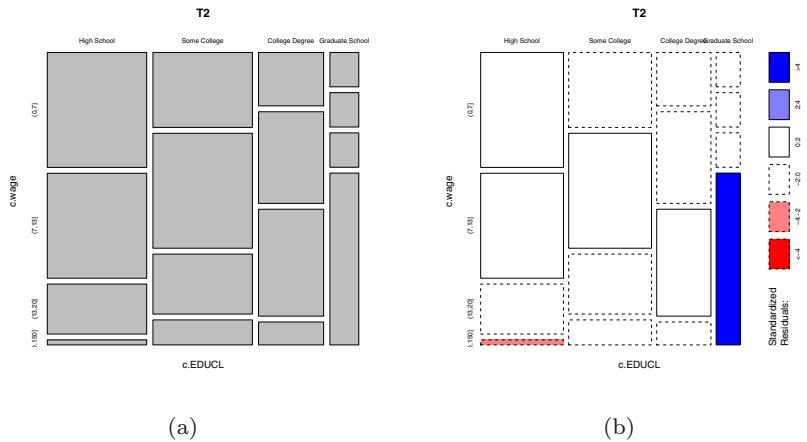 T2
High School Some College College Degree Graduate School
(0,7]
(7,13]
(13,20]
),150]
c.wage
c.EDUCL
(a)
T2
High School Some College College Degree Graduate School
(0,7]
(7,13]
(13,20]
),150]
c.wage
c.EDUCL
>4
2:4
0:2
-2:0
-4:-2
<-4
Standardized
Residuals:
(b)